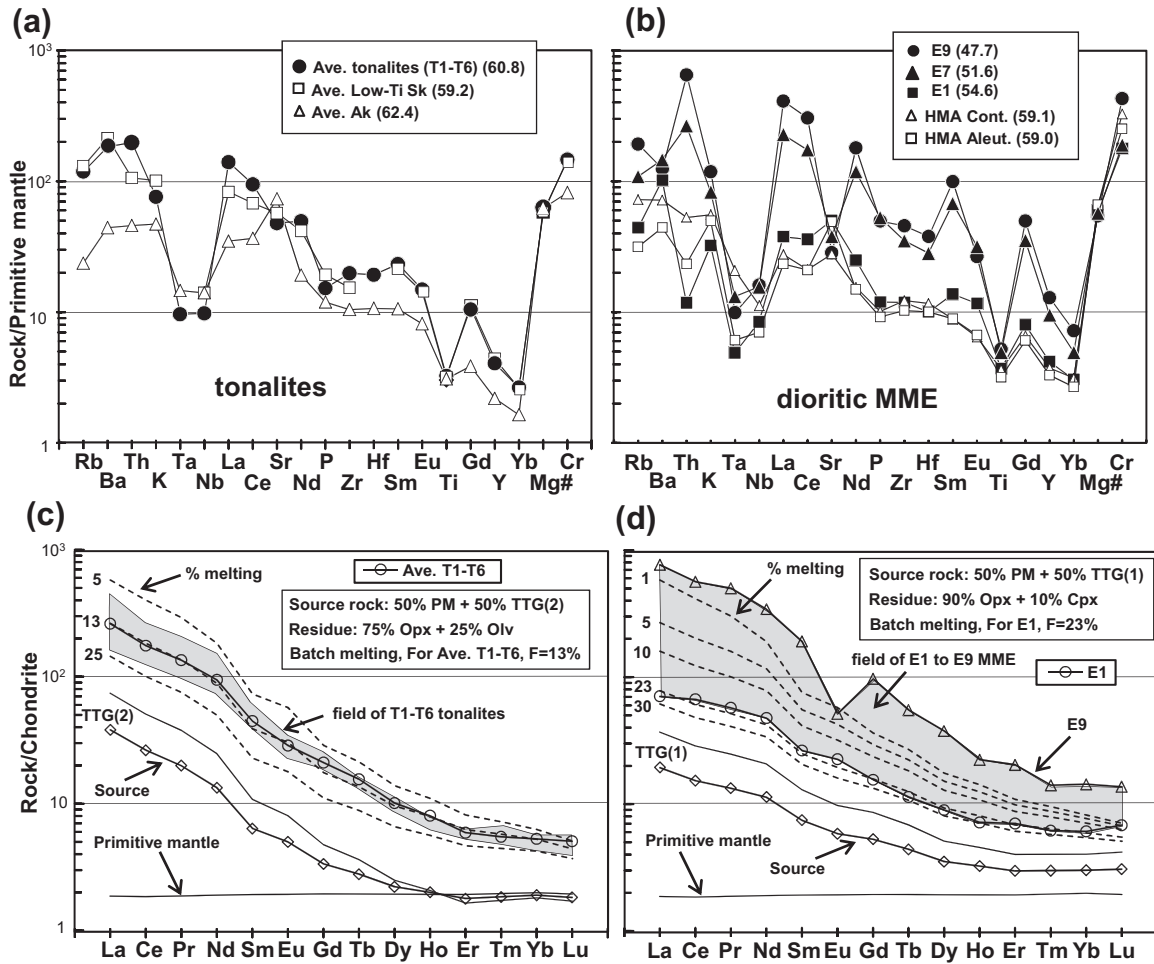 (a)
10³
10²
10
1
Rock/Primitive mantle
Ave. tonalites (T1-T6) (60.8)
Ave. Low-Ti Sk (59.2)
Ave. Ak (62.4)
tonalites
Rb Th Ta La Sr P Hf Eu Gd Yb Cr
Ba K Nb Ce Nd Zr Sm Ti Y Mg#
(b)
E9 (47.7)
E7 (51.6)
E1 (54.6)
HMA Cont. (59.1)
HMA Aleut. (59.0)
dioritic MME
Rb Th Ta La Sr P Hf Eu Gd Yb Cr
Ba K Nb Ce Nd Zr Sm Ti Y Mg#
(c)
10³
100
10
1
Rock/Chondrite
5
13
25
% melting
Ave. T1-T6
Source rock: 50% PM + 50% TTG(2)
Residue: 75% Opx + 25% Olv
Batch melting, For Ave. T1-T6, F=13%
field of T1-T6 tonalites
TTG(2)
Source
Primitive mantle
La Ce Pr Nd Sm Eu Gd Tb Dy Ho Er Tm Yb Lu
(d)
1
5
10
23
30
% melting
Source rock: 50% PM + 50% TTG(1)
Residue: 90% Opx + 10% Cpx
Batch melting, For E1, F=23%
field of E1 to E9 MME
E1
E9
TTG(1)
Primitive mantle
Source
La Ce Pr Nd Sm Eu Gd Tb Dy Ho Er Tm Yb Lu